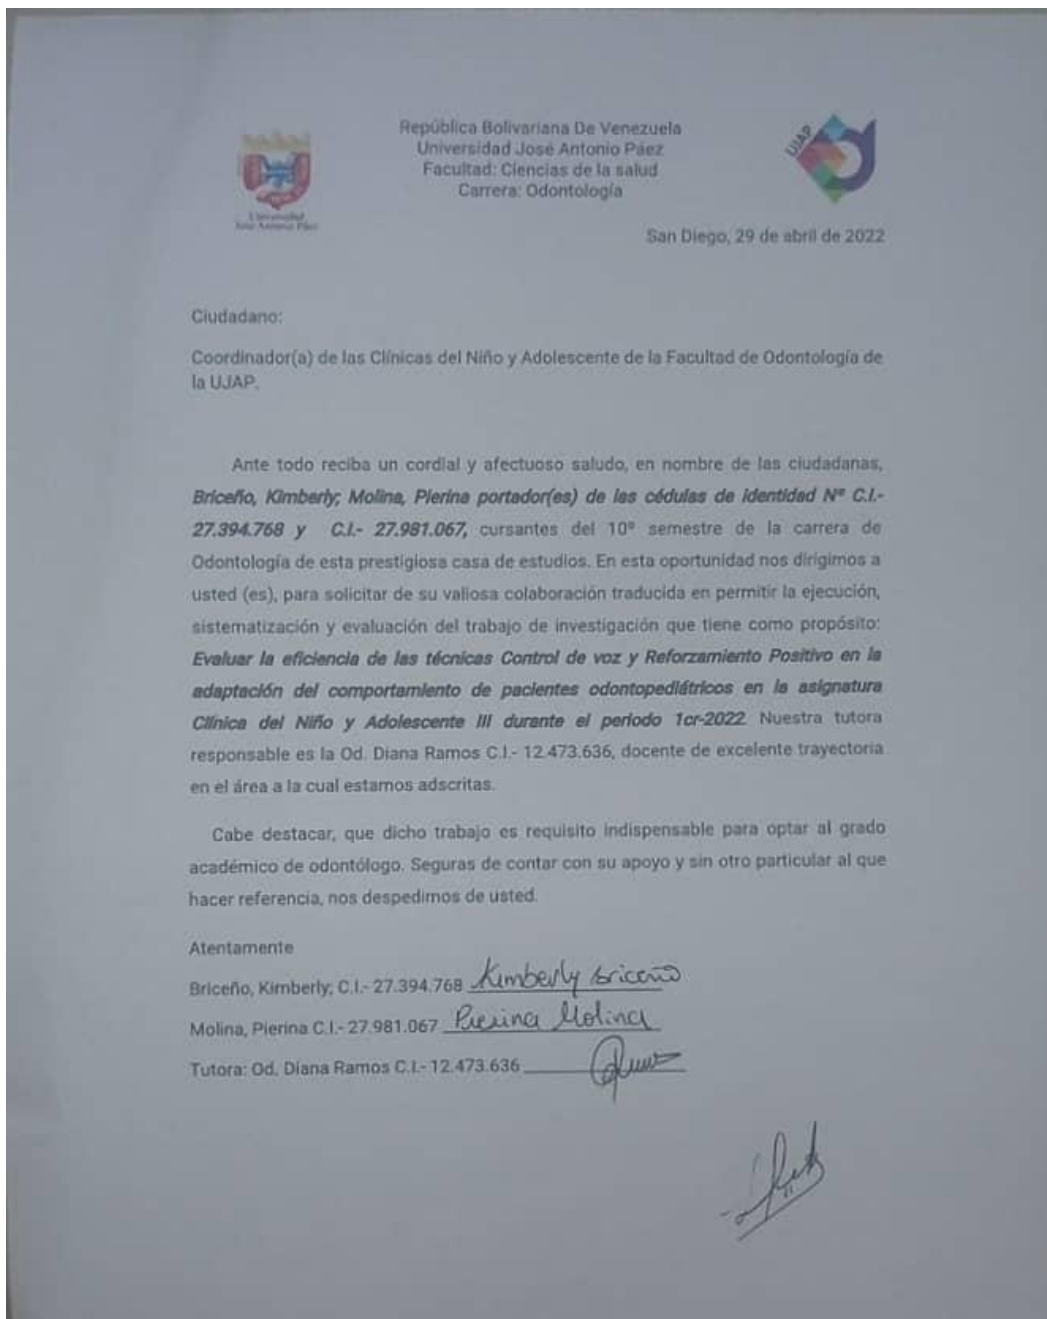 República Bolivariana De Venezuela
Universidad José Antonio Páez
Facultad: Ciencias de la salud
Carrera: Odontología
Universidad
José Antonio Páez
UJAP
San Diego, 29 de abril de 2022
Ciudadano:
Coordinador(a) de las Clínicas del Niño y Adolescente de la Facultad de Odontología de
la UJAP.
Ante todo reciba un cordial y afectuoso saludo, en nombre de las ciudadanas,
Briceño, Kimberly; Molina, Pierina portador(es) de las cédulas de identidad Nº C.I.-
27.394.768 y C.I.- 27.981.067, cursantes del 10º semestre de la carrera de
Odontología de esta prestigiosa casa de estudios. En esta oportunidad nos dirigimos a
usted (es), para solicitar de su valiosa colaboración traducida en permitir la ejecución,
sistematización y evaluación del trabajo de investigación que tiene como propósito:
Evaluar la eficiencia de las técnicas Control de voz y Reforzamiento Positivo en la
adaptación del comportamiento de pacientes odontopediátricos en la asignatura
Clínica del Niño y Adolescente III durante el periodo 1cr-2022. Nuestra tutora
responsable es la Od. Diana Ramos C.I.- 12.473.636, docente de excelente trayectoria
en el área a la cual estamos adscritas.
Cabe destacar, que dicho trabajo es requisito indispensable para optar al grado
académico de odontólogo. Seguras de contar con su apoyo y sin otro particular al que
hacer referencia, nos despedimos de usted.
Atentamente
Briceño, Kimberly; C.I.- 27.394.768 Kimberly Briceño
Molina, Pierina C.I.- 27.981.067 Pierina Molina
Tutora: Od. Diana Ramos C.I.- 12.473.636